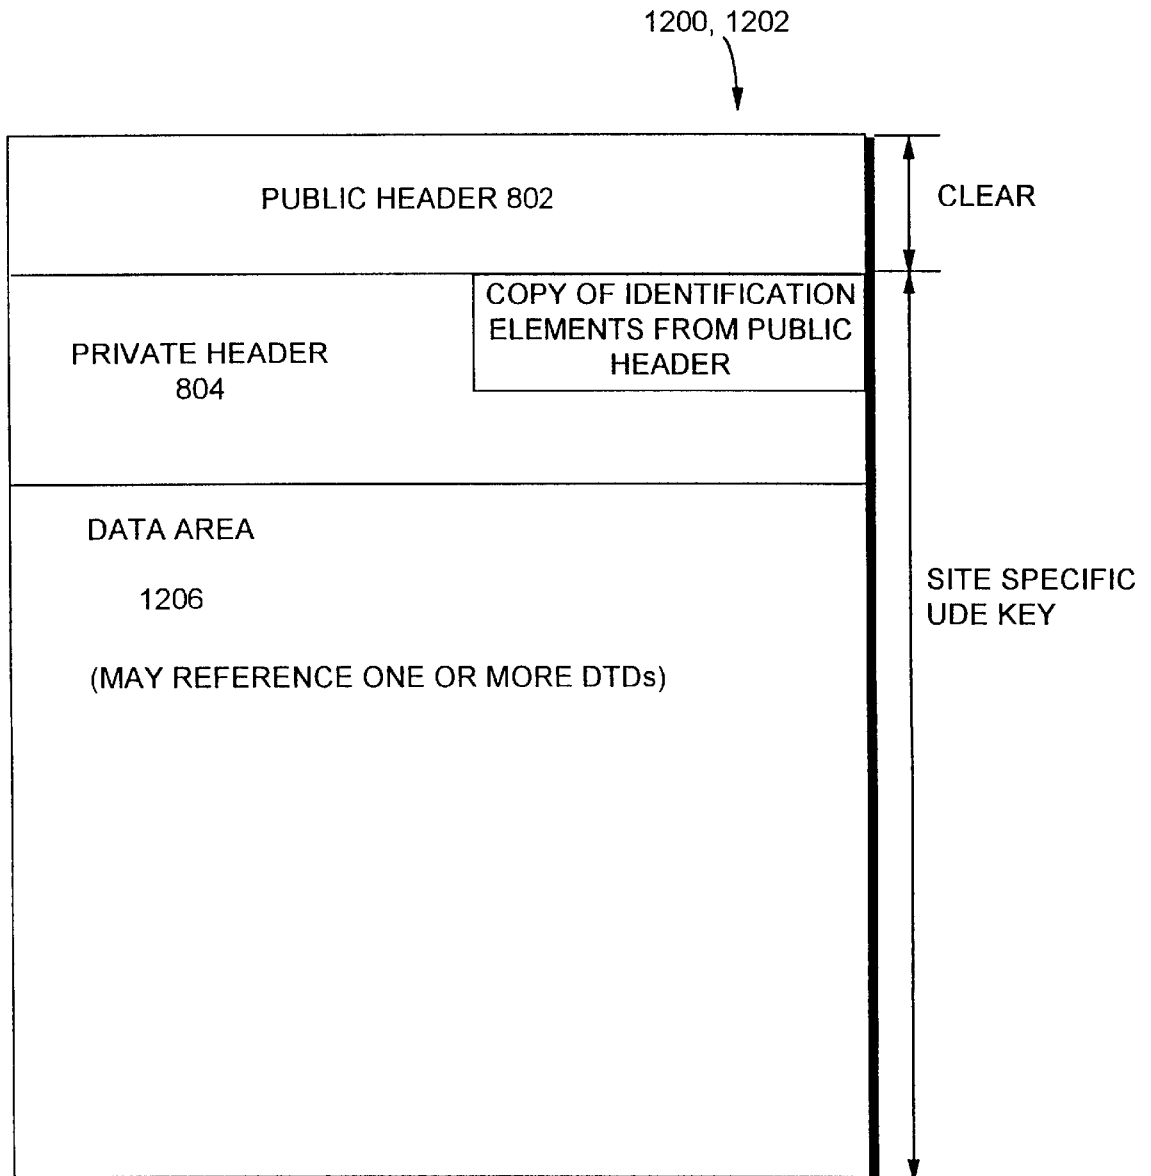 1200, 1202
PUBLIC HEADER 802
CLEAR
COPY OF IDENTIFICATION
ELEMENTS FROM PUBLIC
HEADER
PRIVATE HEADER
804
DATA AREA
1206
(MAY REFERENCE ONE OR MORE DTDs)
SITE SPECIFIC
UDE KEY